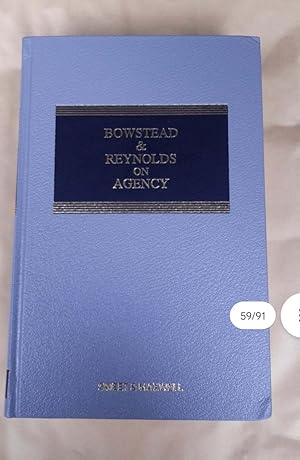 BOWSTEAD
&
REYNOLDS
ON
AGENCY
59/91
SWEET & MAXWELL